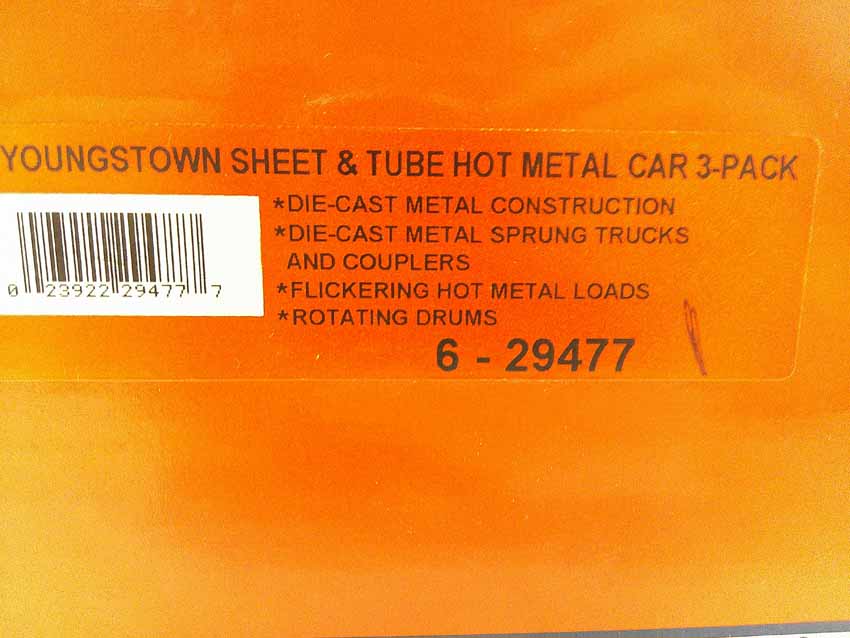 YOUNGSTOWN SHEET & TUBE HOT METAL CAR 3-PACK
*DIE-CAST METAL CONSTRUCTION
*DIE-CAST METAL SPRUNG TRUCKS
AND COUPLERS
*FLICKERING HOT METAL LOADS
*ROTATING DRUMS
6 - 29477
0 23922 29477 7